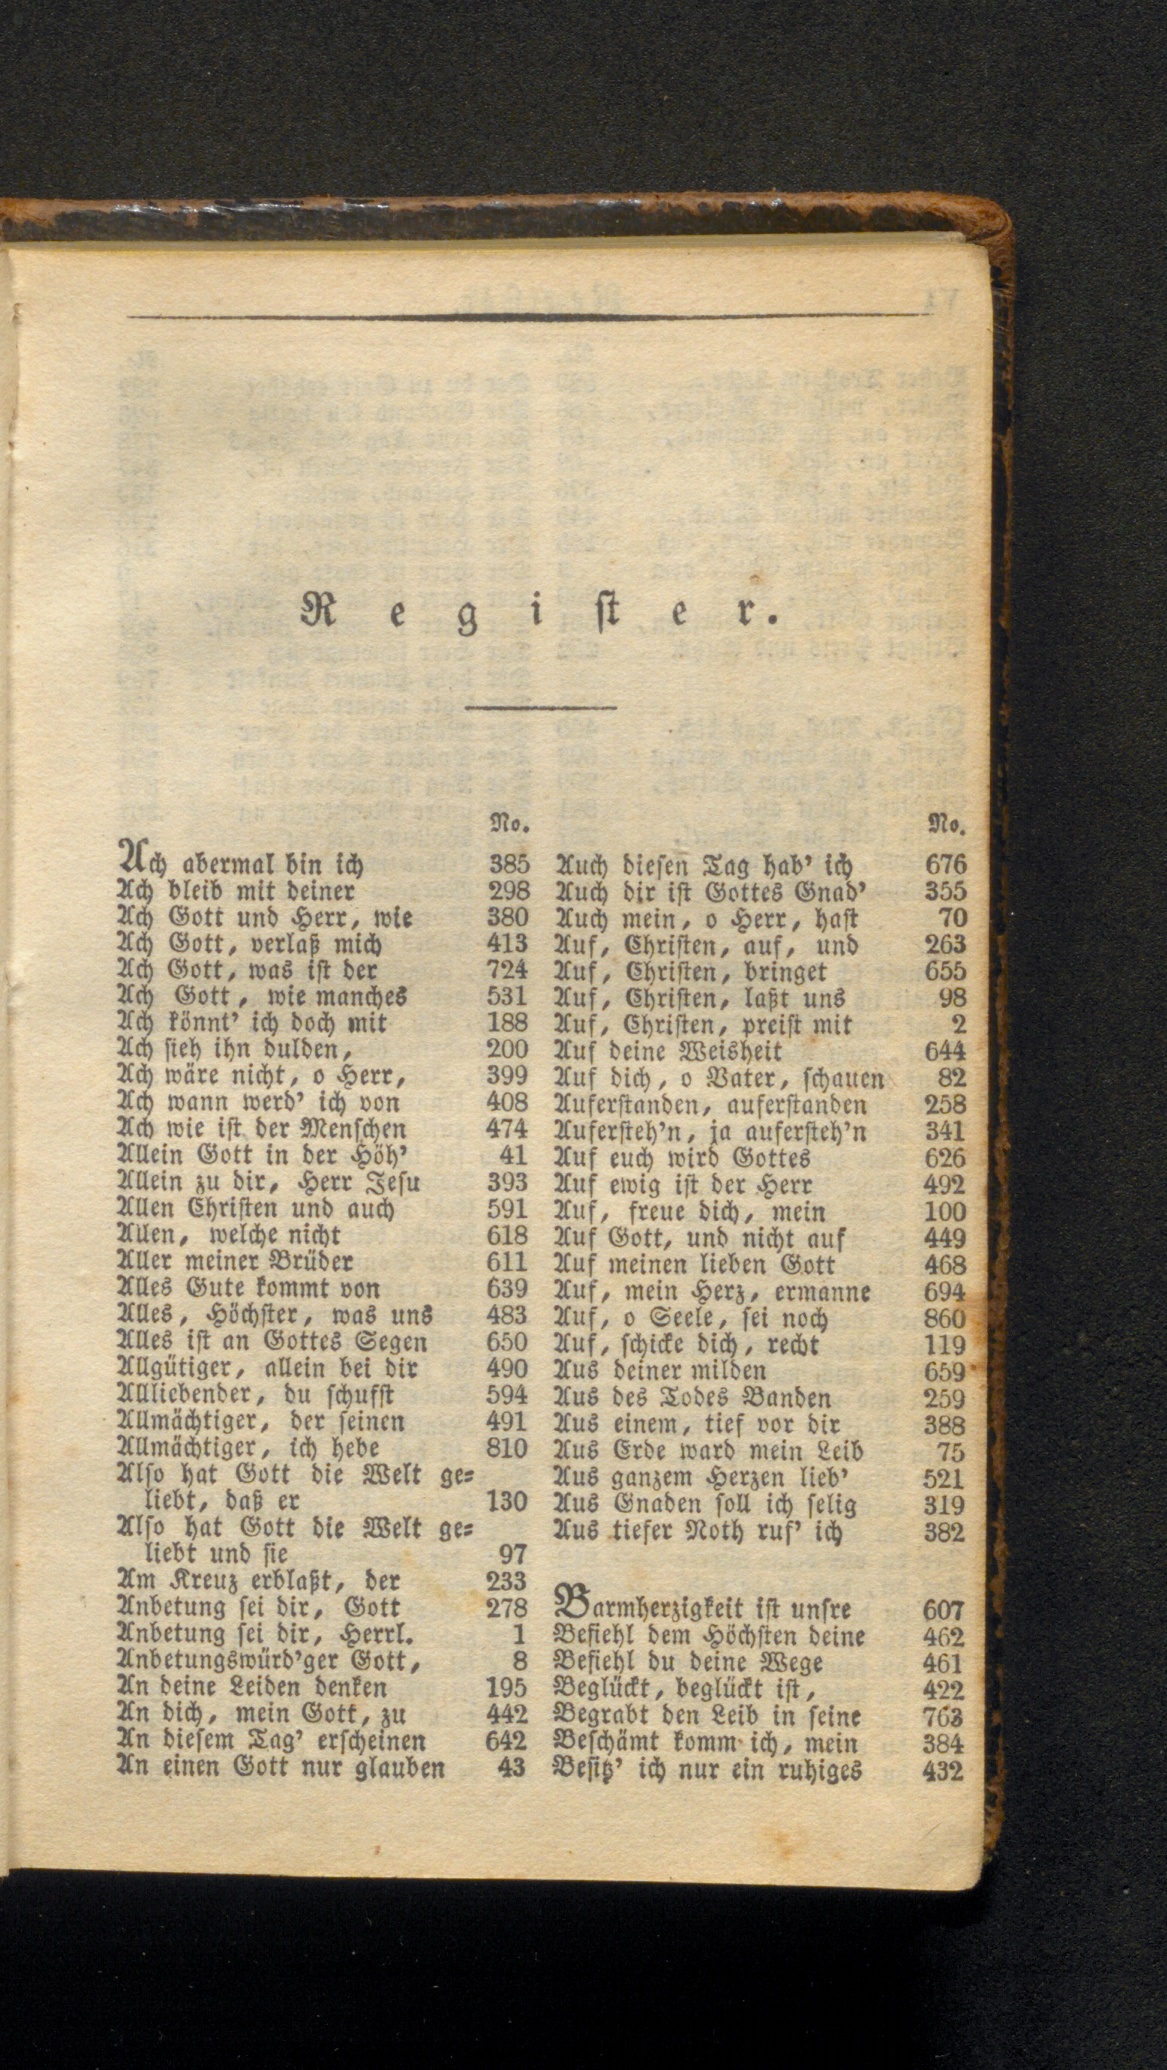 Register.
No.
Ach abermal bin ich 385
Ach bleib mit deiner 298
Ach Gott und Herr, wie 380
Ach Gott, verlaß mich 413
Ach Gott, was ist der 724
Ach Gott, wie manches 531
Ach könnt' ich doch mit 188
Ach sieh ihn dulden, 200
Ach wäre nicht, o Herr, 399
Ach wann werd' ich von 408
Ach wie ist der Menschen 474
Allein Gott in der Höh' 41
Allein zu dir, Herr Jesu 393
Allen Christen und auch 591
Allen, welche nicht 618
Aller meiner Brüder 611
Alles Gute kommt von 639
Alles, Höchster, was uns 483
Alles ist an Gottes Segen 650
Allgütiger, allein bei dir 490
Allliebender, du schufst 594
Allmächtiger, der seinen 491
Allmächtiger, ich hebe 810
Also hat Gott die Welt ge=
liebt, daß er 130
Also hat Gott die Welt ge=
liebt und sie 97
Am Kreuz erblaßt, der 233
Anbetung sei dir, Gott 278
Anbetung sei dir, Herrl. 1
Anbetungswürd'ger Gott, 8
An deine Leiden denken 195
An dich, mein Gott, zu 442
An diesem Tag' erscheinen 642
An einen Gott nur glauben 43
No.
Auch diesen Tag hab' ich 676
Auch dir ist Gottes Gnad' 355
Auch mein, o Herr, hast 70
Auf, Christen, auf, und 263
Auf, Christen, bringet 655
Auf, Christen, laßt uns 98
Auf, Christen, preist mit 2
Auf deine Weisheit 644
Auf dich, o Vater, schauen 82
Auferstanden, auferstanden 258
Aufersteh'n, ja aufersteh'n 341
Auf euch wird Gottes 626
Auf ewig ist der Herr 492
Auf, freue dich, mein 100
Auf Gott, und nicht auf 449
Auf meinen lieben Gott 468
Auf, mein Herz, ermanne 694
Auf, o Seele, sei noch 860
Auf, schicke dich, recht 119
Aus deiner milden 659
Aus des Todes Banden 259
Aus einem, tief vor dir 388
Aus Erde ward mein Leib 75
Aus ganzem Herzen lieb' 521
Aus Gnaden soll ich selig 319
Aus tiefer Noth ruf' ich 382
Barmherzigkeit ist unsre 607
Befiehl dem Höchsten deine 462
Befiehl du deine Wege 461
Beglückt, beglückt ist, 422
Begrabt den Leib in seine 763
Beschämt komm ich, mein 384
Besitz' ich nur ein ruhiges 432